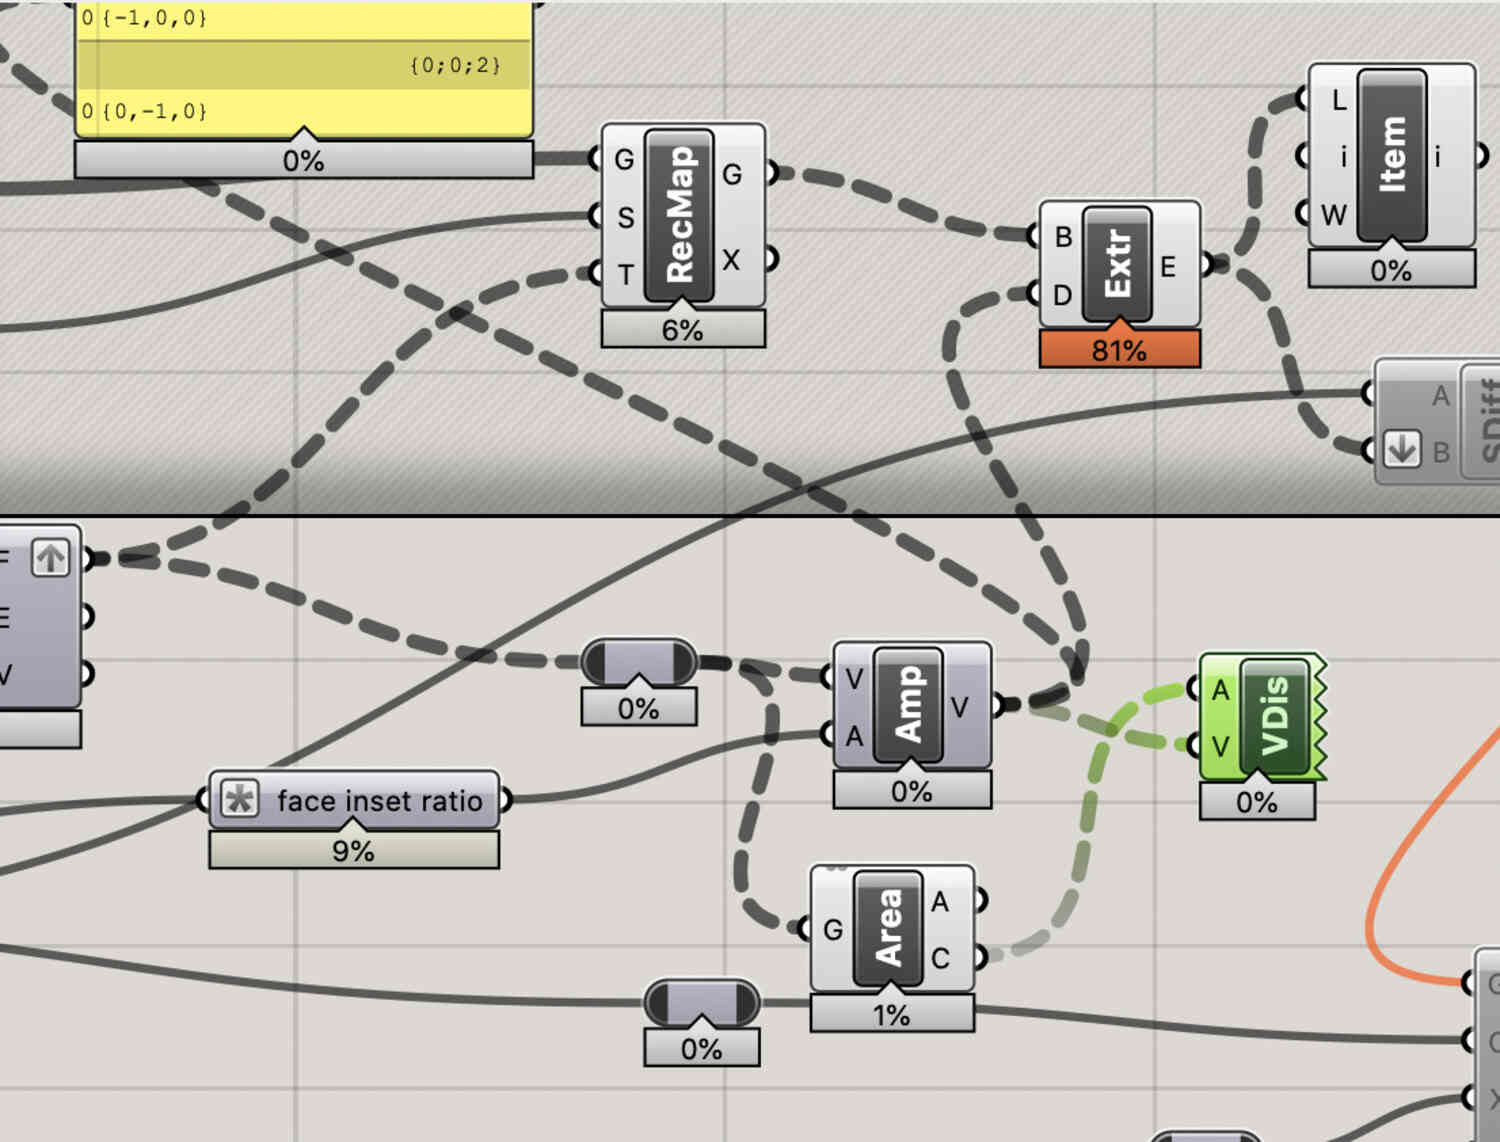 0 {-1,0,0}
{0;0;2}
0 {0,-1,0}
0%
G
S
T
RecMap
G
X
6%
B
D
Extr
E
81%
L
i
W
Item
i
0%
A
B
SDiff
F
E
V
0%
V
A
Amp
V
0%
A
V
VDis
0%
face inset ratio
9%
G
Area
A
C
1%
0%
G
X